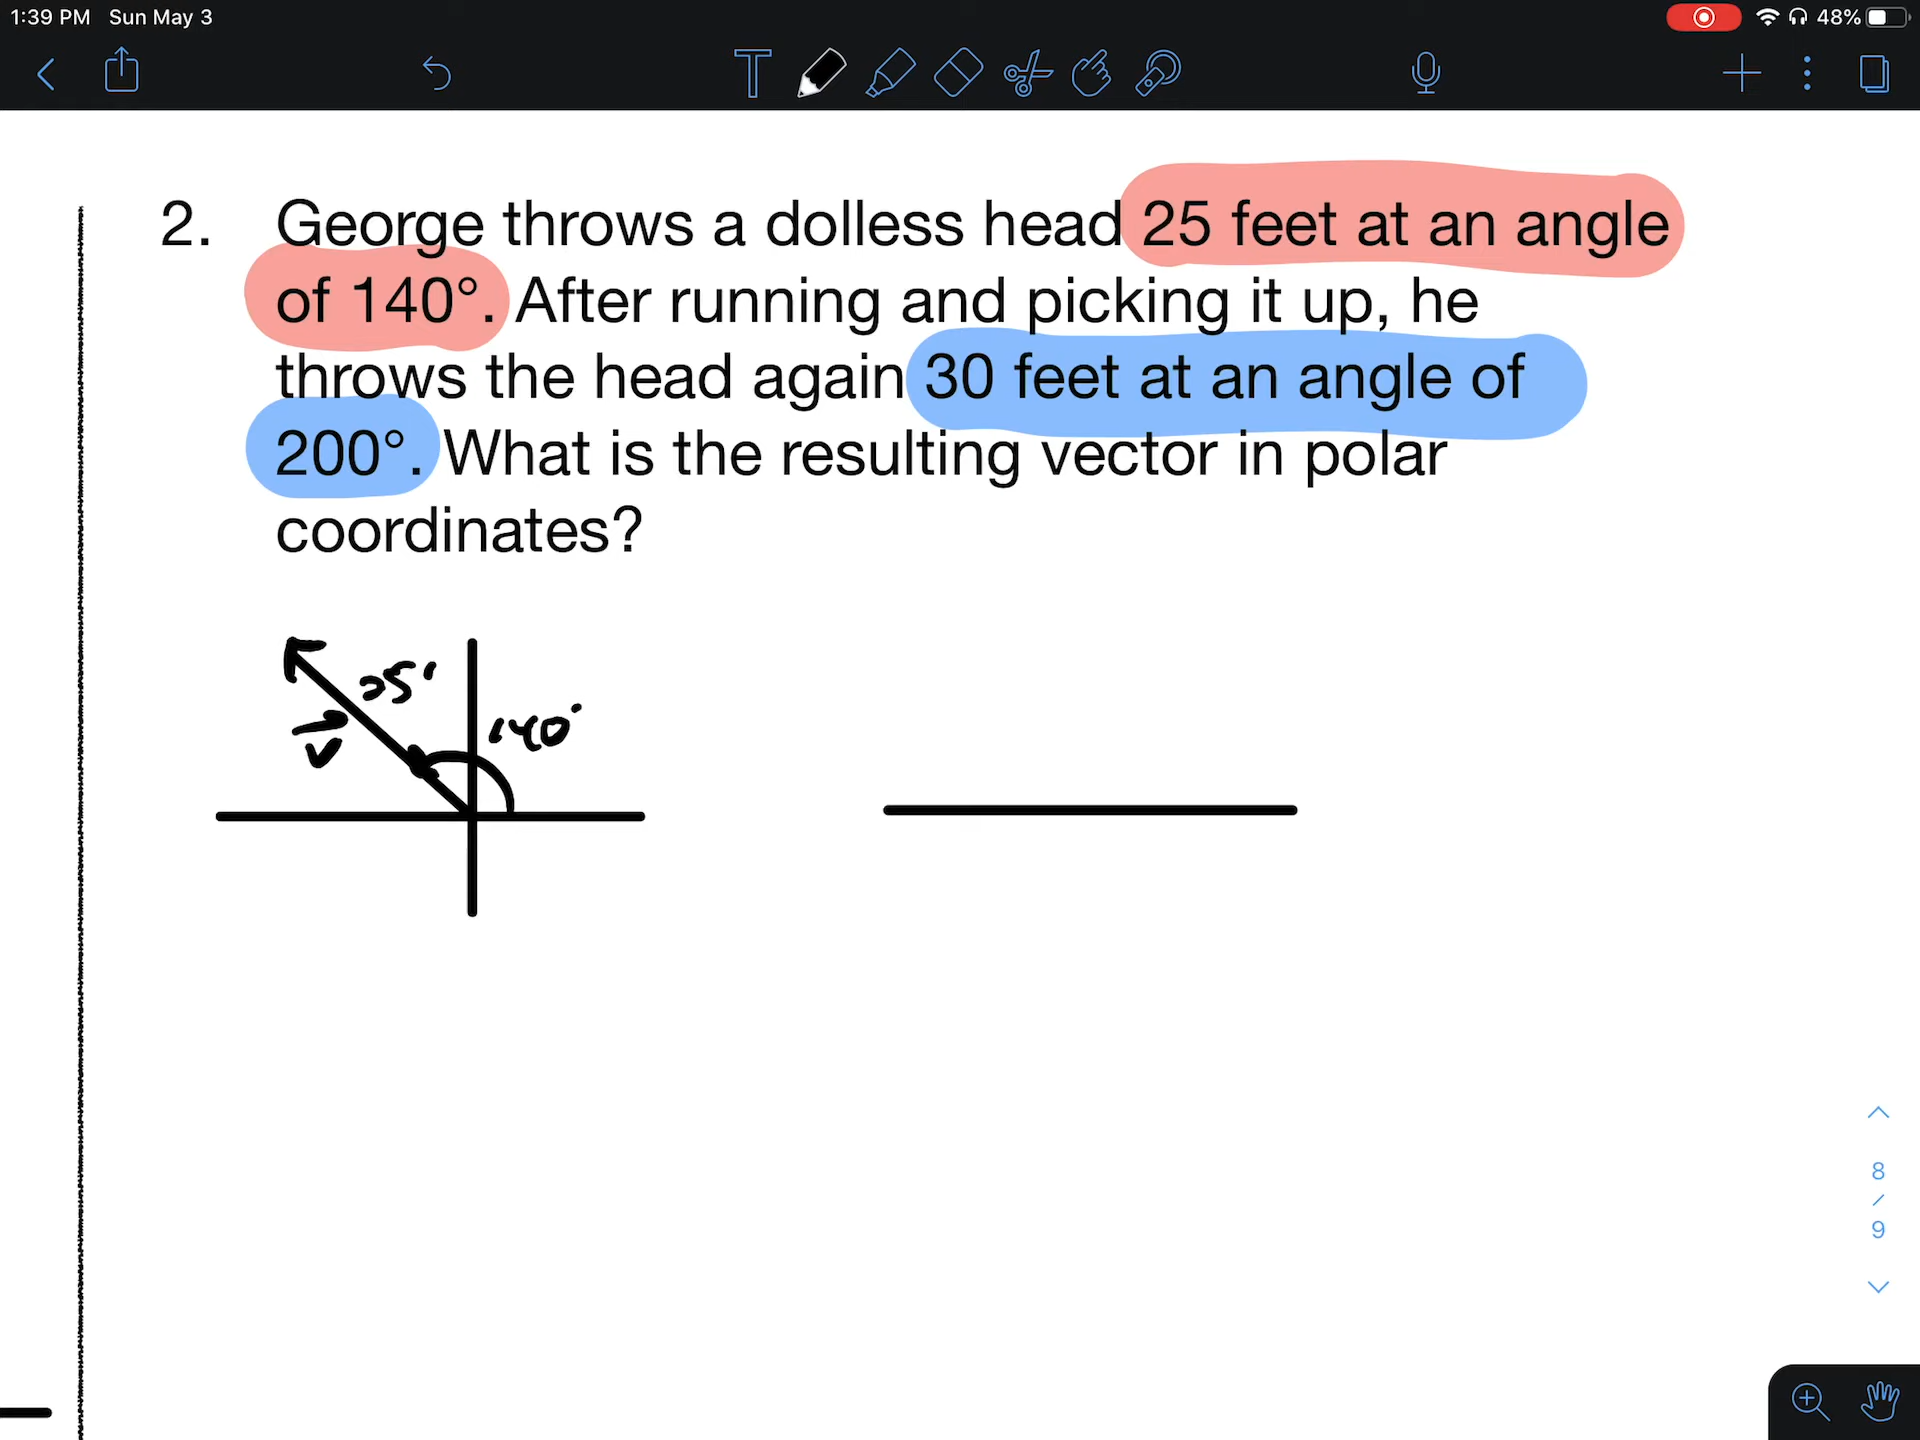 1:39 PM Sun May 3
48%
T
2. George throws a dolless head 25 feet at an angle
of 140°. After running and picking it up, he
throws the head again 30 feet at an angle of
200°. What is the resulting vector in polar
coordinates?
25'
140°
v
8
/
9